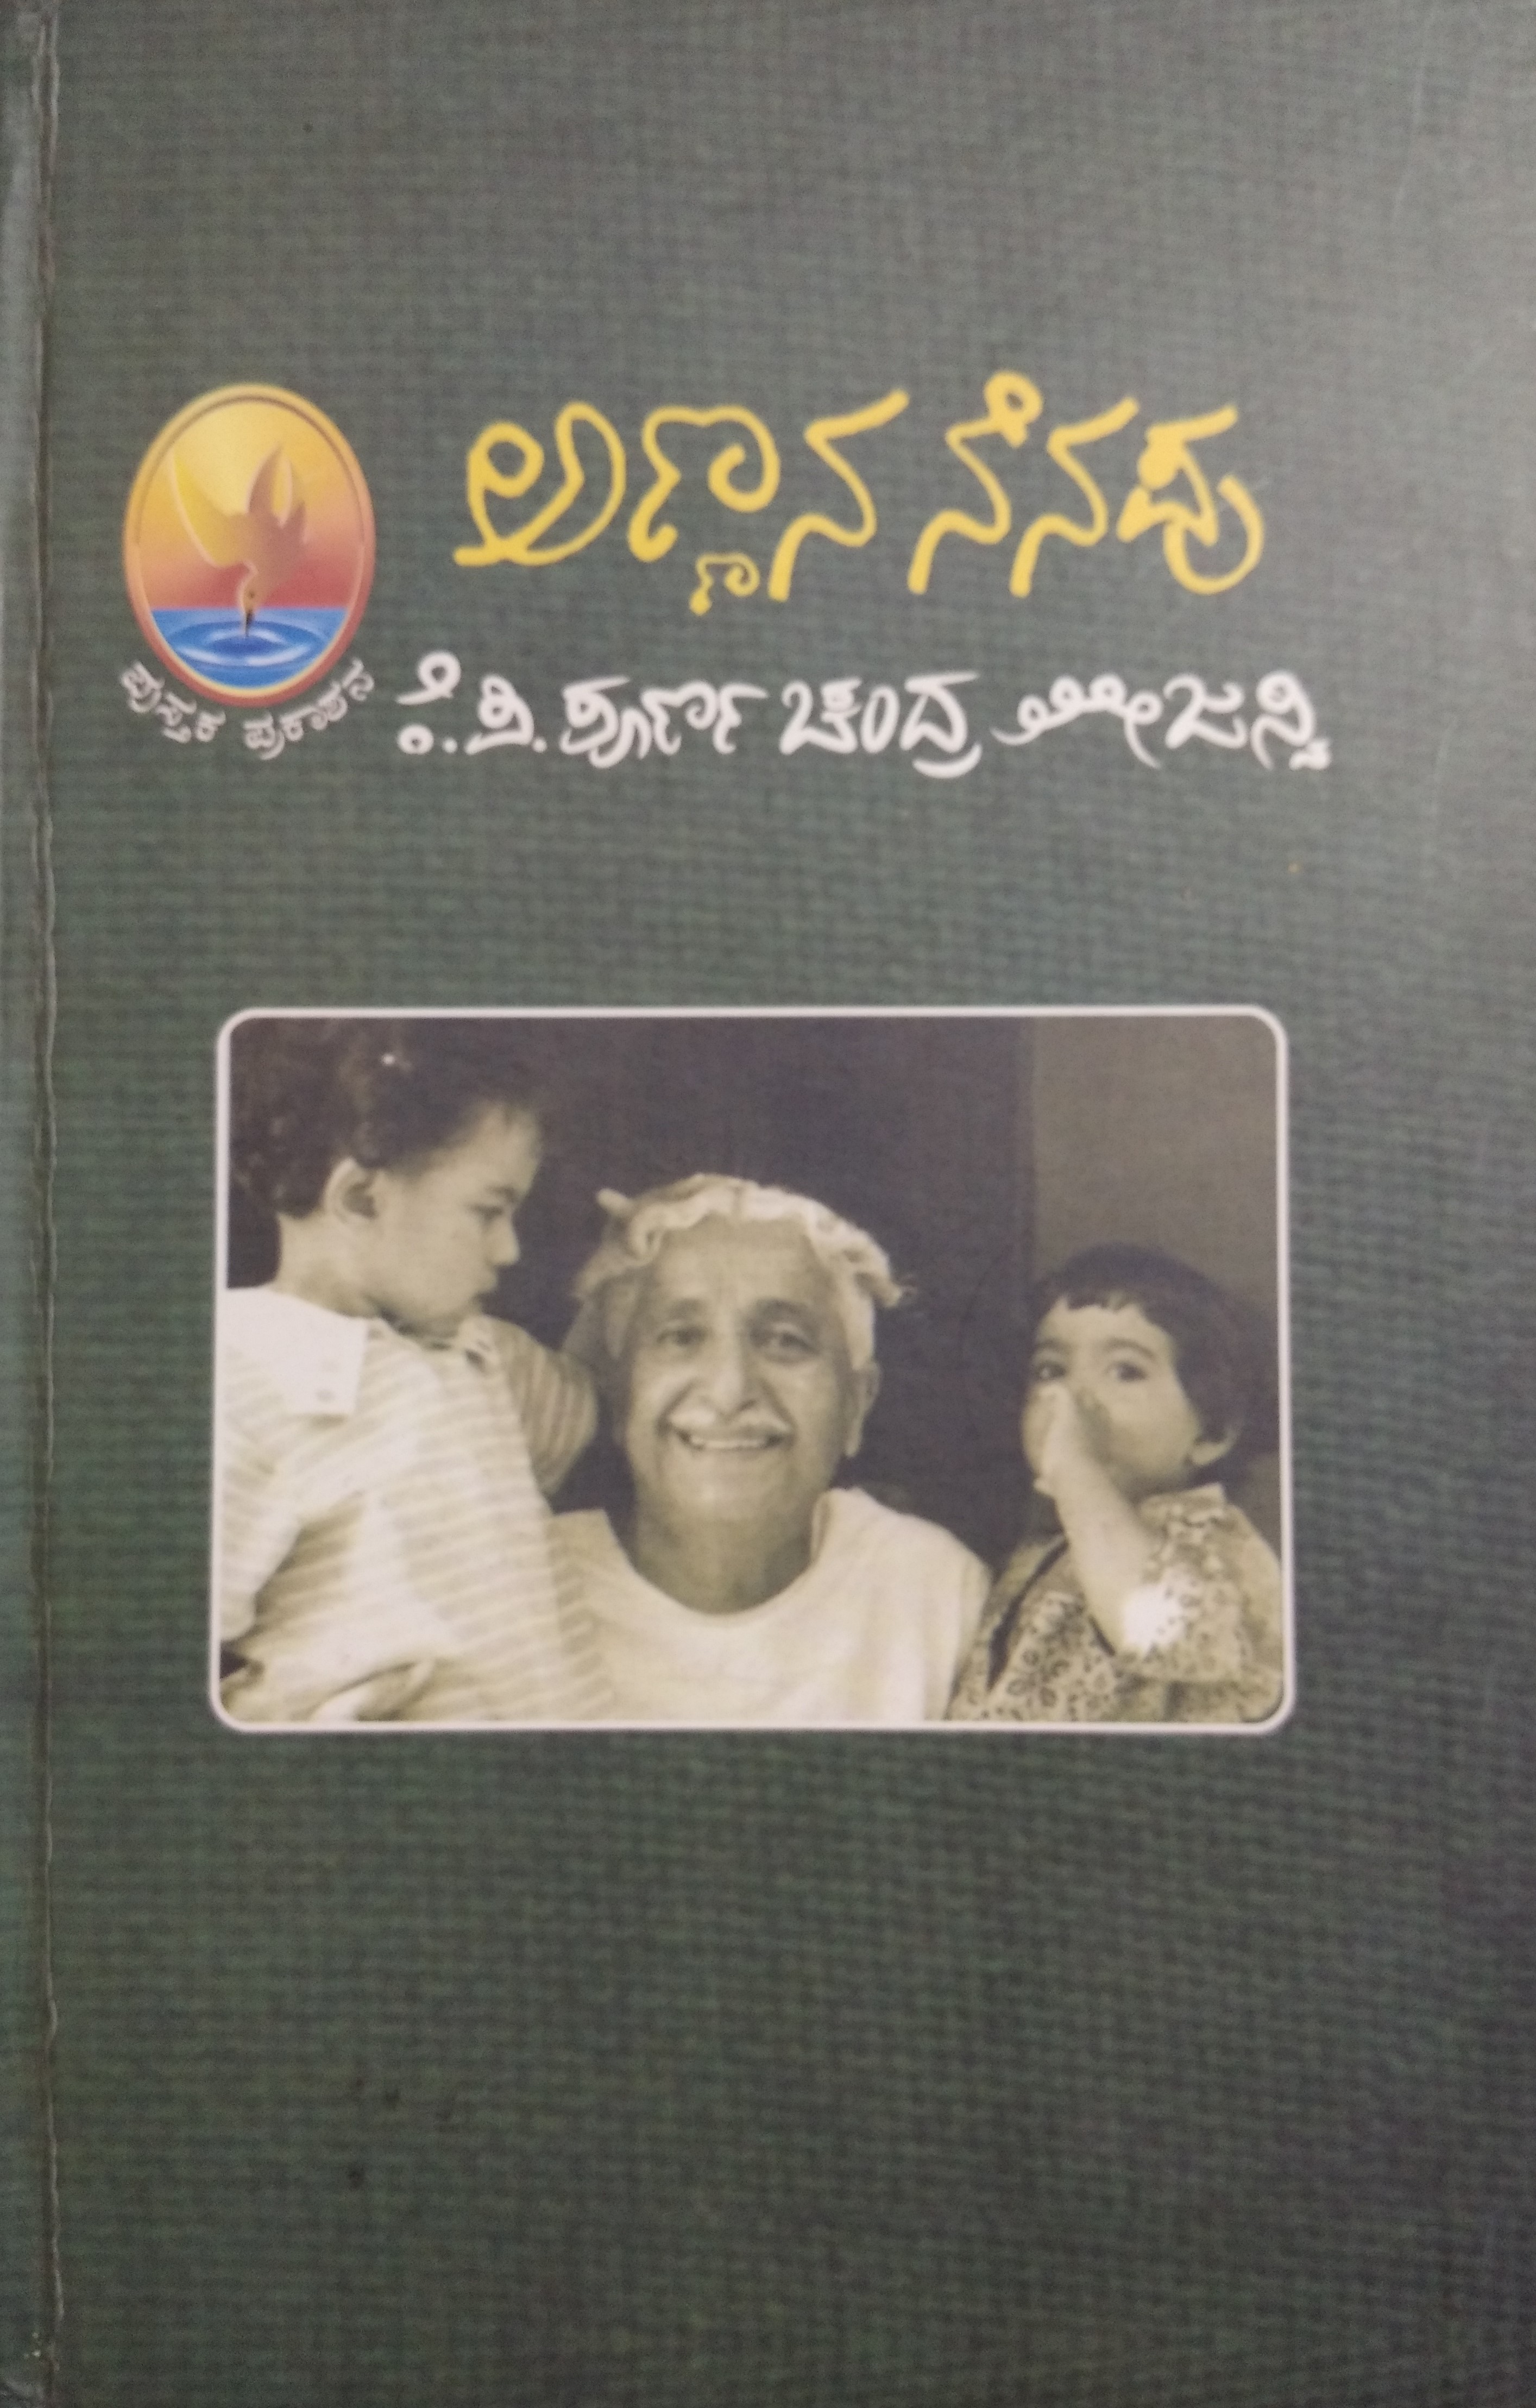 ಅಣ್ಣನ ನೆನಪು
ಕೆ.ಪಿ. ಪೂರ್ಣಚಂದ್ರ ತೇಜಸ್ವಿ
ಪುಸ್ತಕ ಪ್ರಕಾಶನ